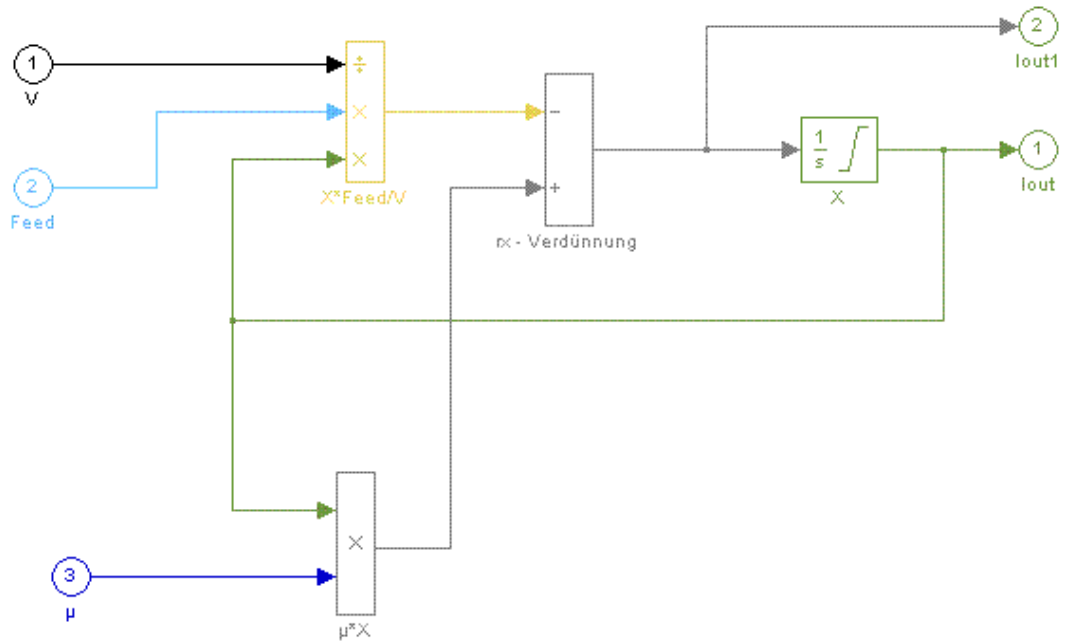 1
V
÷
×
×
X*Feed/V
2
Feed
-
+
rx - Verdünnung
2
Iout1
1
s
X
1
Iout
×
µ*X
3
µ